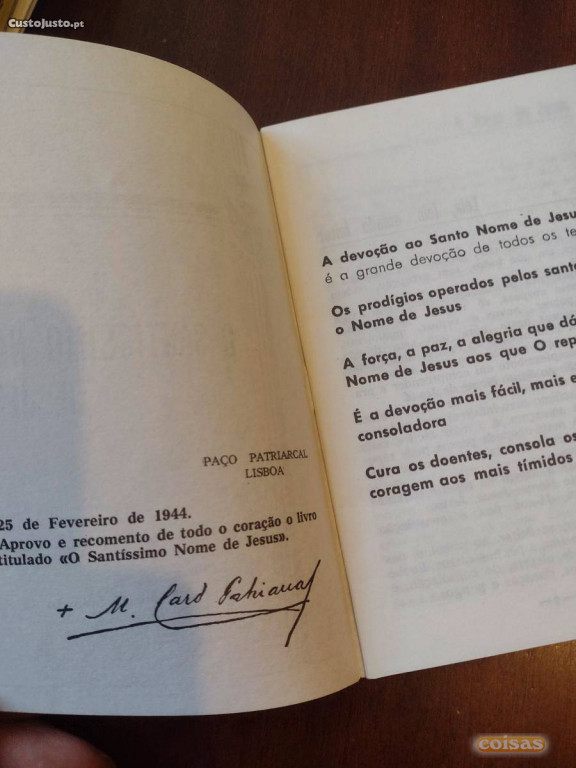 CustoJusto.pt
PAÇO PATRIARCAL
LISBOA
25 de Fevereiro de 1944.
Aprovo e recomento de todo o coração o livro
titulado «O Santíssimo Nome de Jesus».
+ M. Card Patriarca
A devoção ao Santo Nome de Jesu
é a grande devoção de todos os te
Os prodígios operados pelos sant
o Nome de Jesus
A força, a paz, a alegria que dá
Nome de Jesus aos que O rep
É a devoção mais fácil, mais e
consoladora
Cura os doentes, consola os
coragem aos mais tímidos
coisas